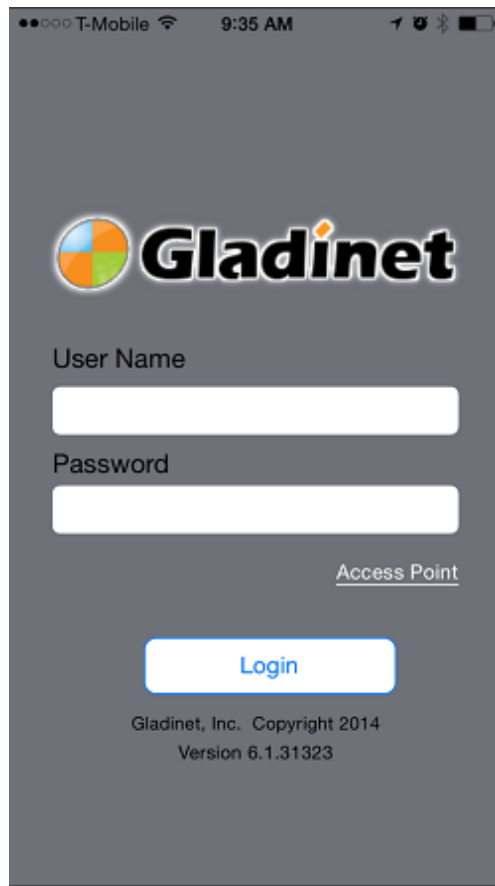 T-Mobile 9:35 AM
Gladinet
User Name
Password
Access Point
Login
Gladinet, Inc. Copyright 2014
Version 6.1.31323